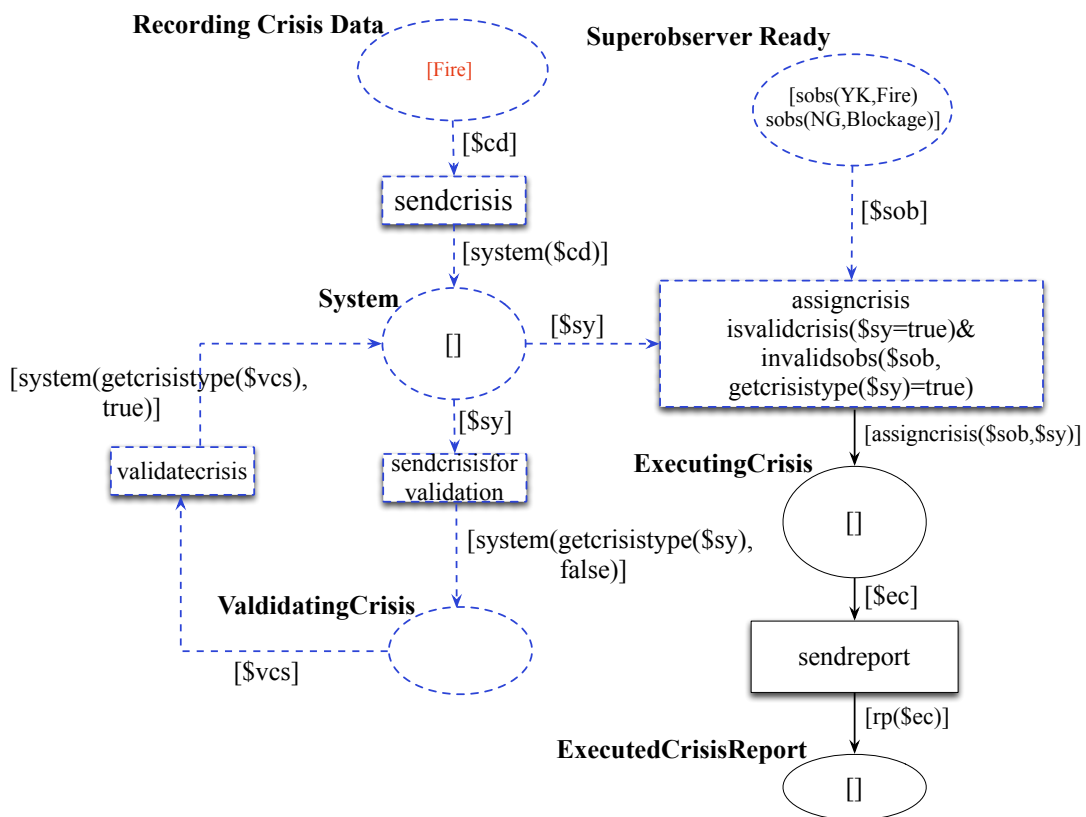 Recording Crisis Data
[Fire]
Superobserver Ready
[sobs(YK,Fire)
sobs(NG,Blockage)]
[$cd]
sendcrisis
[$sob]
[system($cd)]
System
[]
[$sy]
assigncrisis
isvalidcrisis($sy=true)&
invalidsobs($sob,
getcrisistype($sy)=true)
[system(getcrisistype($vcs),
true)]
[$sy]
[assigncrisis($sob,$sy)]
validatecrisis
sendcrisisfor
validation
ExecutingCrisis
[]
[system(getcrisistype($sy),
false)]
[$ec]
ValdidatingCrisis
[$vcs]
sendreport
[rp($ec)]
ExecutedCrisisReport
[]